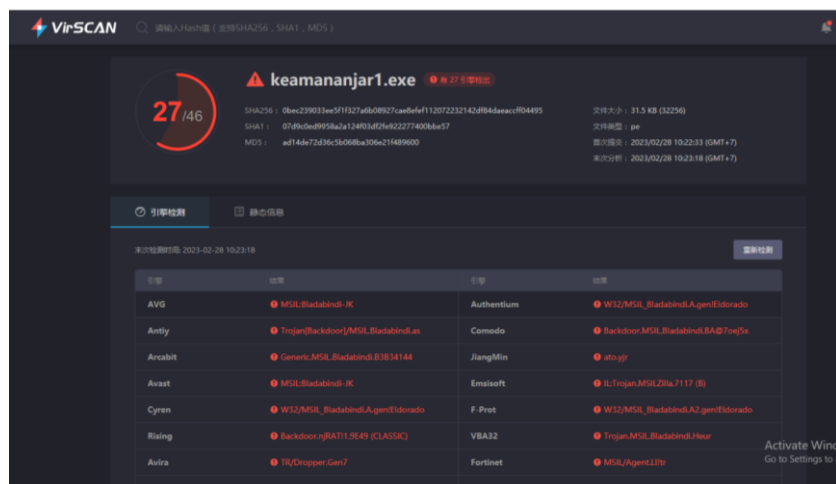 VirSCAN
请输入Hash值 ( 支持SHA256 , SHA1 , MD5 )
27/46
keamananjar1.exe
有 27 引擎检出
SHA256 :
SHA1 : 07d9c0ed9958a2a124f03df2fe922277400bbe57
MD5 : ad14de72d36c5b068ba306e21f489600
文件大小 : 31.5 KB (32256)
文件类型 : pe
首次提交 : 2023/02/28 10:22:33 (GMT+7)
末次分析 : 2023/02/28 10:23:18 (GMT+7)
引擎检测
静态信息
末次检测时间: 2023-02-28 10:23:18
重新检测
引擎 结果 引擎 结果
AVG MSIL:Bladabindi-JK Authentium W32/MSIL_Bladabindi.A.gen!Eldorado
Antiy Trojan[Backdoor]/MSIL.Bladabindi.as Comodo Backdoor.MSIL.Bladabindi.BA@7oej5x
Arcabit Generic.MSIL.Bladabindi.B3B34144 JiangMin
Avast MSIL:Bladabindi-JK Emsisoft IL:Trojan.MSILZilla.7117 (B)
Cyren W32/MSIL_Bladabindi.A.gen!Eldorado F-Prot W32/MSIL_Bladabindi.A2.gen!Eldorado
Rising Backdoor.njRAT!1.9E49 (CLASSIC) VBA32 Trojan.MSIL.Bladabindi.Heur
Avira TR/Dropper.Gen7 Fortinet MSIL/Agent.LI!tr
Activate Wind
Go to Settings to